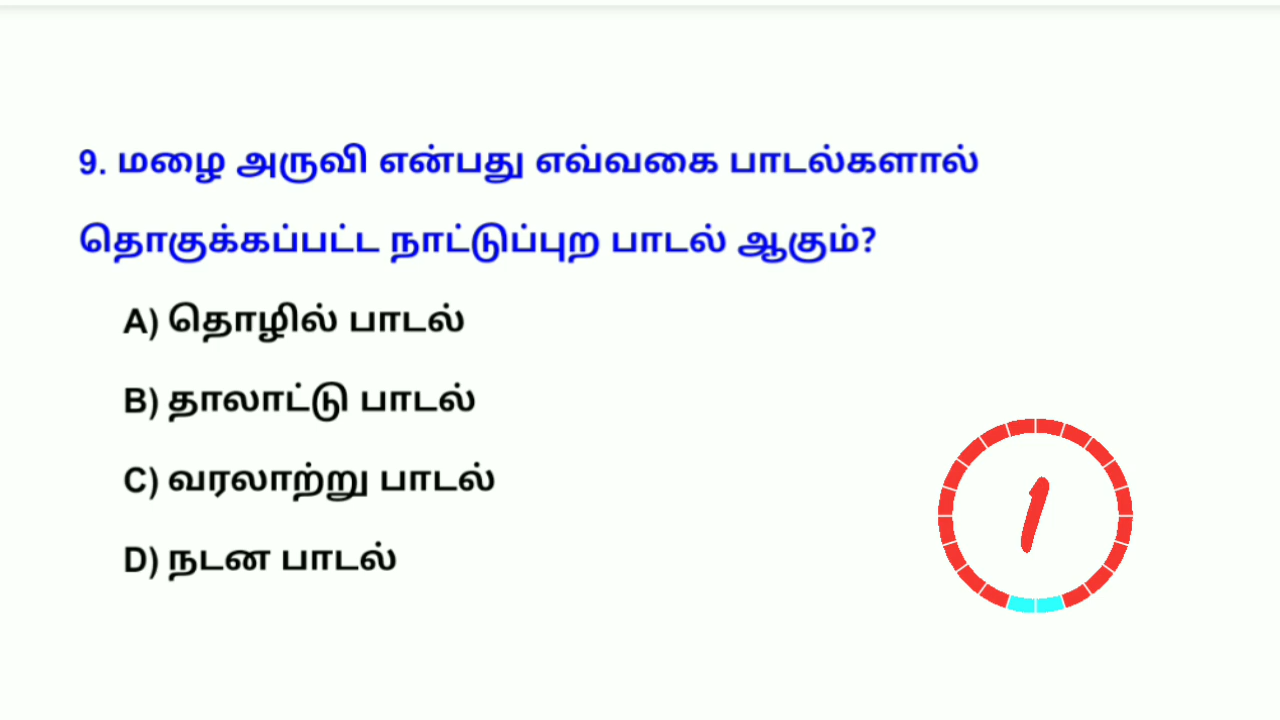 9. மழை அருவி என்பது எவ்வகை பாடல்களால்
தொகுக்கப்பட்ட நாட்டுப்புற பாடல் ஆகும்?
A) தொழில் பாடல்
B) தாலாட்டு பாடல்
C) வரலாற்று பாடல்
D) நடன பாடல்
1